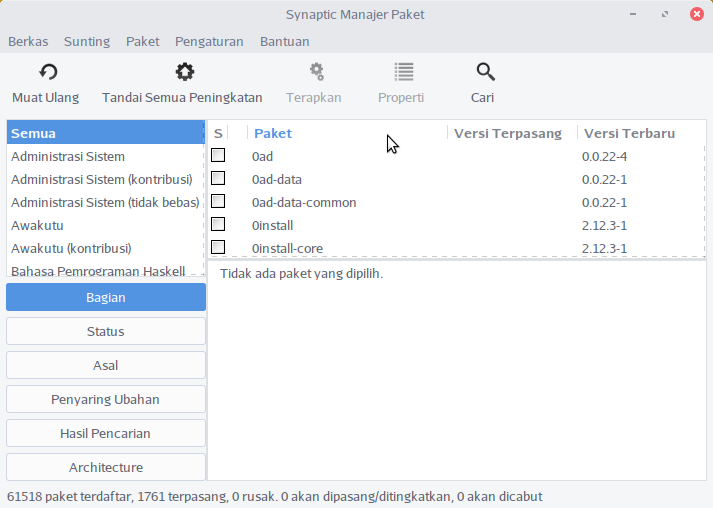 Synaptic Manajer Paket
Berkas Sunting Paket Pengaturan Bantuan
Muat Ulang Tandai Semua Peningkatan Terapkan Properti Cari
Semua
Administrasi Sistem
Administrasi Sistem (kontribusi)
Administrasi Sistem (tidak bebas)
Awakutu
Awakutu (kontribusi)
Bahasa Pemrograman Haskell
S Paket Versi Terpasang Versi Terbaru
0ad 0.0.22-4
0ad-data 0.0.22-1
0ad-data-common 0.0.22-1
0install 2.12.3-1
0install-core 2.12.3-1
Tidak ada paket yang dipilih.
Bagian
Status
Asal
Penyaring Ubahan
Hasil Pencarian
Architecture
61518 paket terdaftar, 1761 terpasang, 0 rusak. 0 akan dipasang/ditingkatkan, 0 akan dicabut